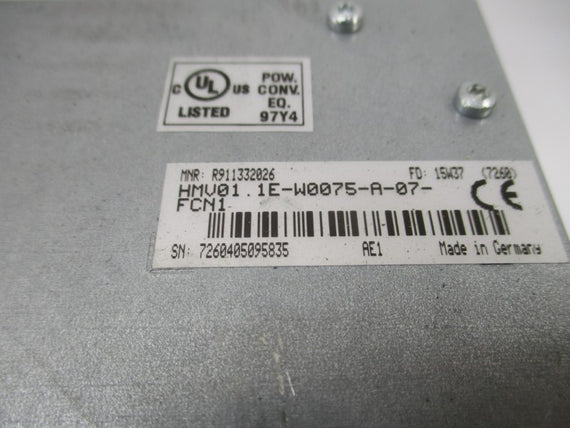 C UL US
LISTED
POW.
CONV.
EQ.
97Y4
MNR: R911332026 FD: 15W37 (7260)
HMV01.1E-W0075-A-07-
FCN1
CE
SN: 7260405095835 AE1 Made in Germany